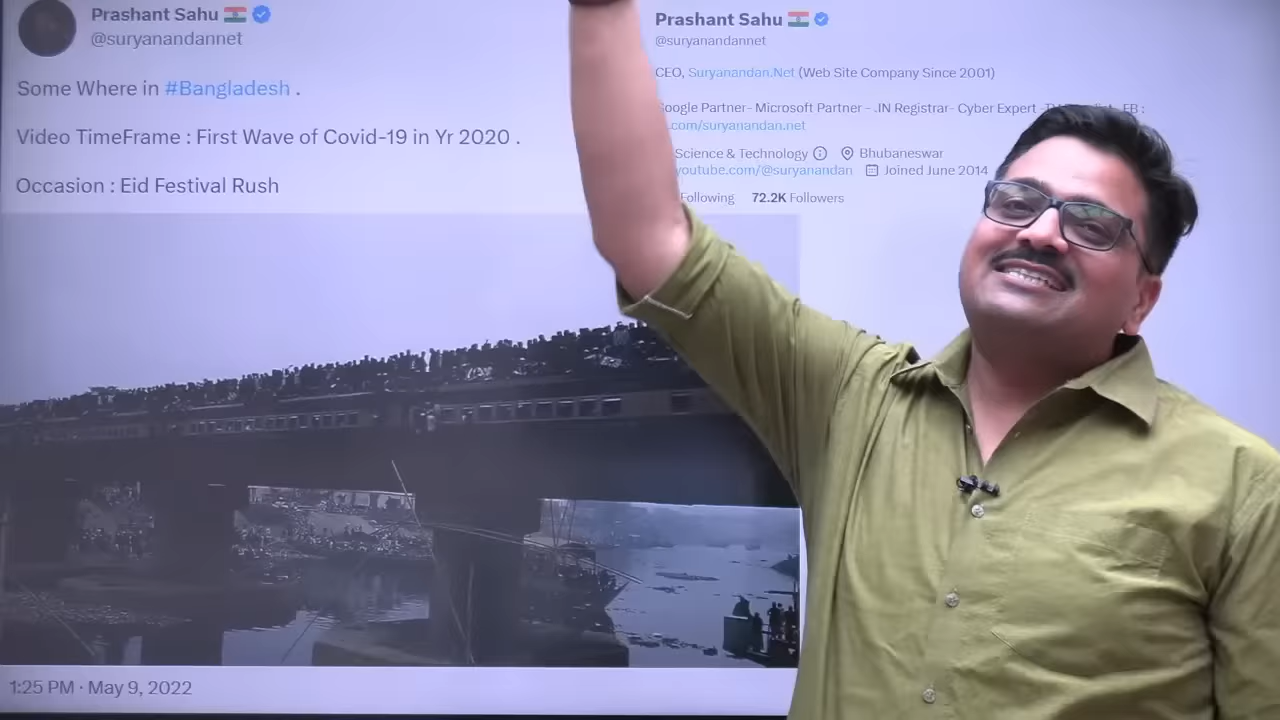 Prashant Sahu
@suryanandannet
Some Where in #Bangladesh .
Video TimeFrame : First Wave of Covid-19 in Yr 2020 .
Occasion : Eid Festival Rush
1:25 PM · May 9, 2022
Prashant Sahu
@suryanandannet
CEO, Suryanandan.Net (Web Site Company Since 2001)
Google Partner- Microsoft Partner - .IN Registrar- Cyber Expert - FB :
.com/suryanandan.net
Science & Technology Bhubaneswar
youtube.com/@suryanandan Joined June 2014
Following 72.2K Followers